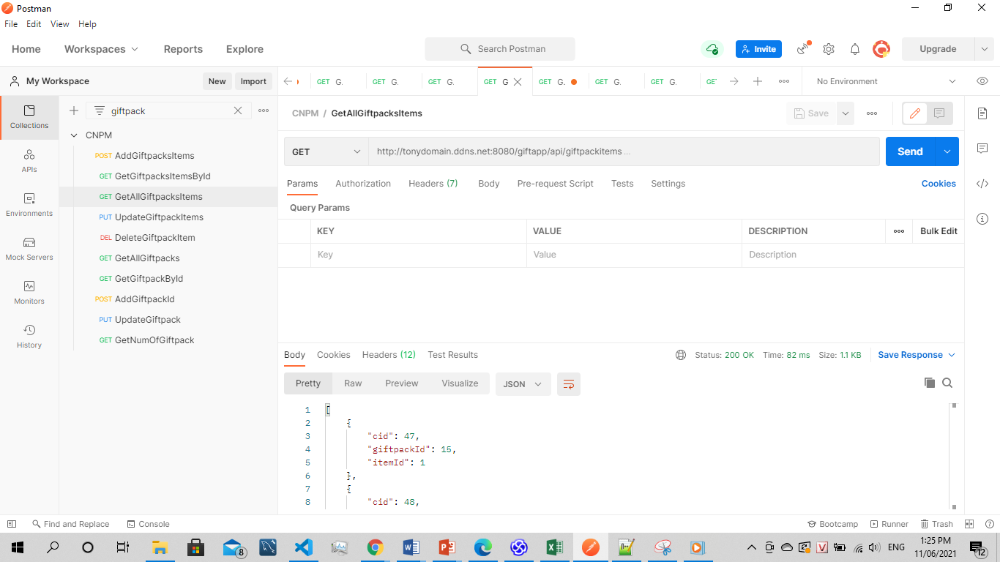 Postman
File Edit View Help
Home Workspaces Reports Explore Search Postman Invite Upgrade
My Workspace New Import GET G. GET G. GET G. GET G GET G. GET G. GET G. GET No Environment
giftpack
CNPM / GetAllGiftpacksItems Save
Collections
APIs
Environments
Mock Servers
Monitors
History
CNPM
POST AddGiftpacksItems
GET GetGiftpacksItemsById
GET GetAllGiftpacksItems
PUT UpdateGiftpackItems
DEL DeleteGiftpackItem
GET GetAllGiftpacks
GET GetGiftpackById
POST AddGiftpackId
PUT UpdateGiftpack
GET GetNumOfGiftpack
GET http://tonydomain.ddns.net:8080/giftapp/api/giftpackitems ... Send
Params Authorization Headers (7) Body Pre-request Script Tests Settings Cookies
Query Params
KEY VALUE DESCRIPTION Bulk Edit
Key Value Description
Body Cookies Headers (12) Test Results Status: 200 OK Time: 82 ms Size: 1.1 KB Save Response
Pretty Raw Preview Visualize JSON
1 [
2 {
3 "cid": 47,
4 "giftpackId": 15,
5 "itemId": 1
6 },
7 {
8 "cid": 48,
Find and Replace Console Bootcamp Runner Trash
8 ENG 1:25 PM 12
11/06/2021